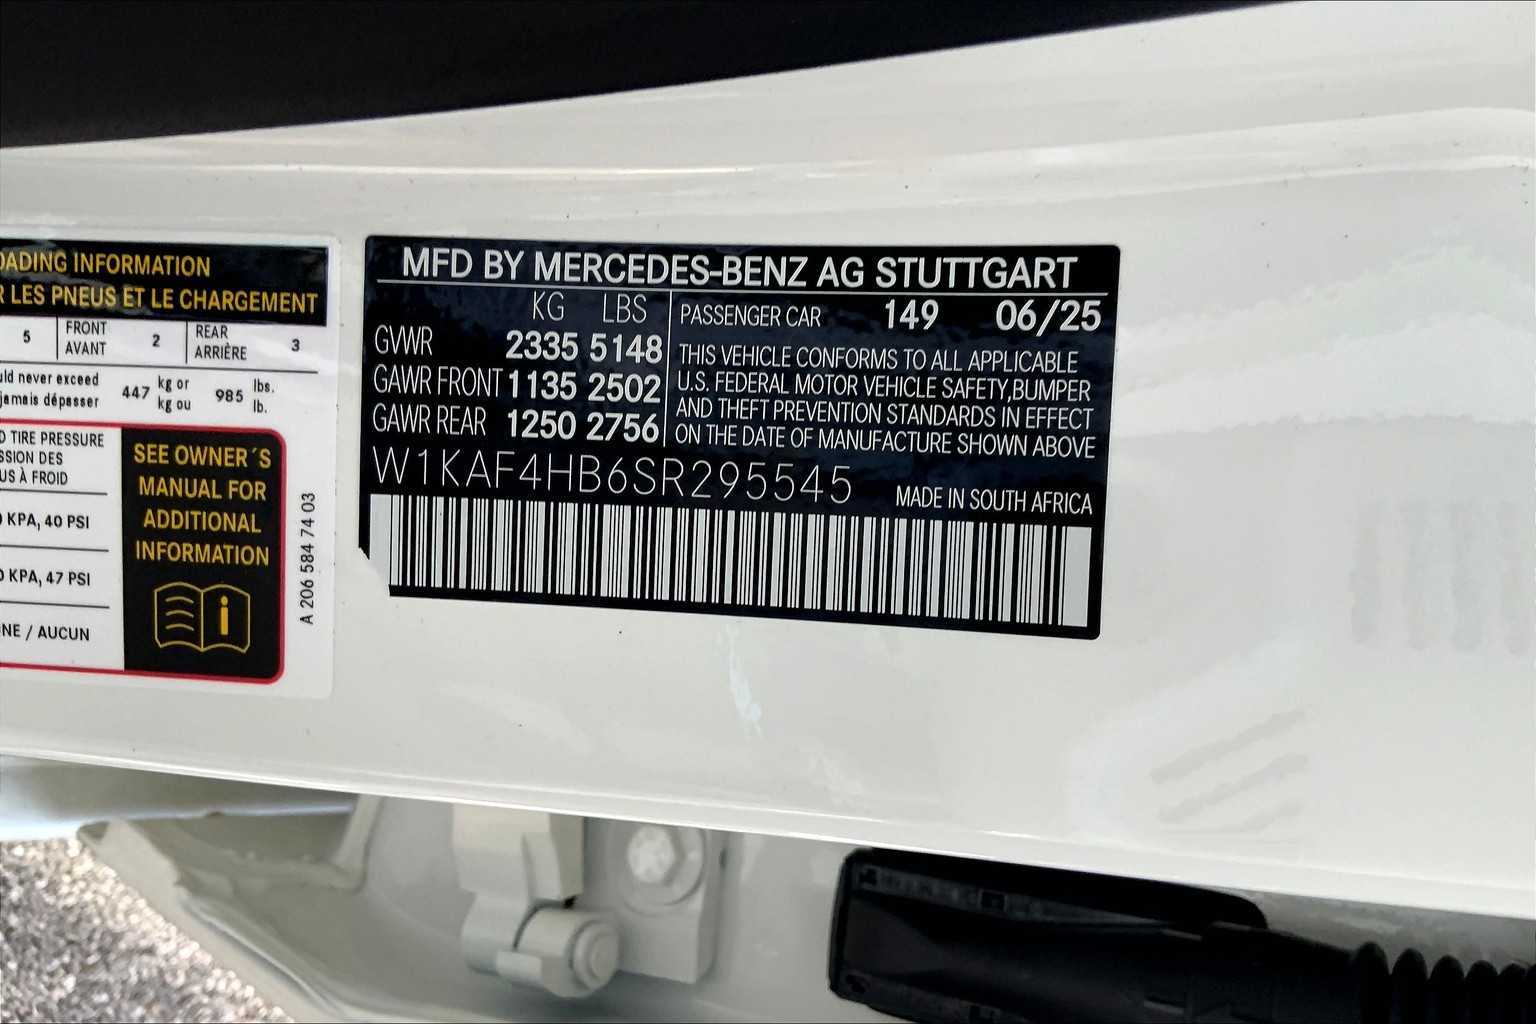 ADING INFORMATION
R LES PNEUS ET LE CHARGEMENT
5 FRONT AVANT 2 REAR ARRIÈRE 3
uld never exceed 447 kg or 985 lbs.
jamais dépasser kg ou lb.
D TIRE PRESSURE
SSION DES
US À FROID
0 KPA, 40 PSI
0 KPA, 47 PSI
NE / AUCUN
SEE OWNER´S
MANUAL FOR
ADDITIONAL
INFORMATION
A 206 584 74 03
MFD BY MERCEDES-BENZ AG STUTTGART
KG LBS
GVWR 2335 5148
GAWR FRONT 1135 2502
GAWR REAR 1250 2756
PASSENGER CAR 149 06/25
THIS VEHICLE CONFORMS TO ALL APPLICABLE
U.S. FEDERAL MOTOR VEHICLE SAFETY,BUMPER
AND THEFT PREVENTION STANDARDS IN EFFECT
ON THE DATE OF MANUFACTURE SHOWN ABOVE
W1KAF4HB6SR295545
MADE IN SOUTH AFRICA